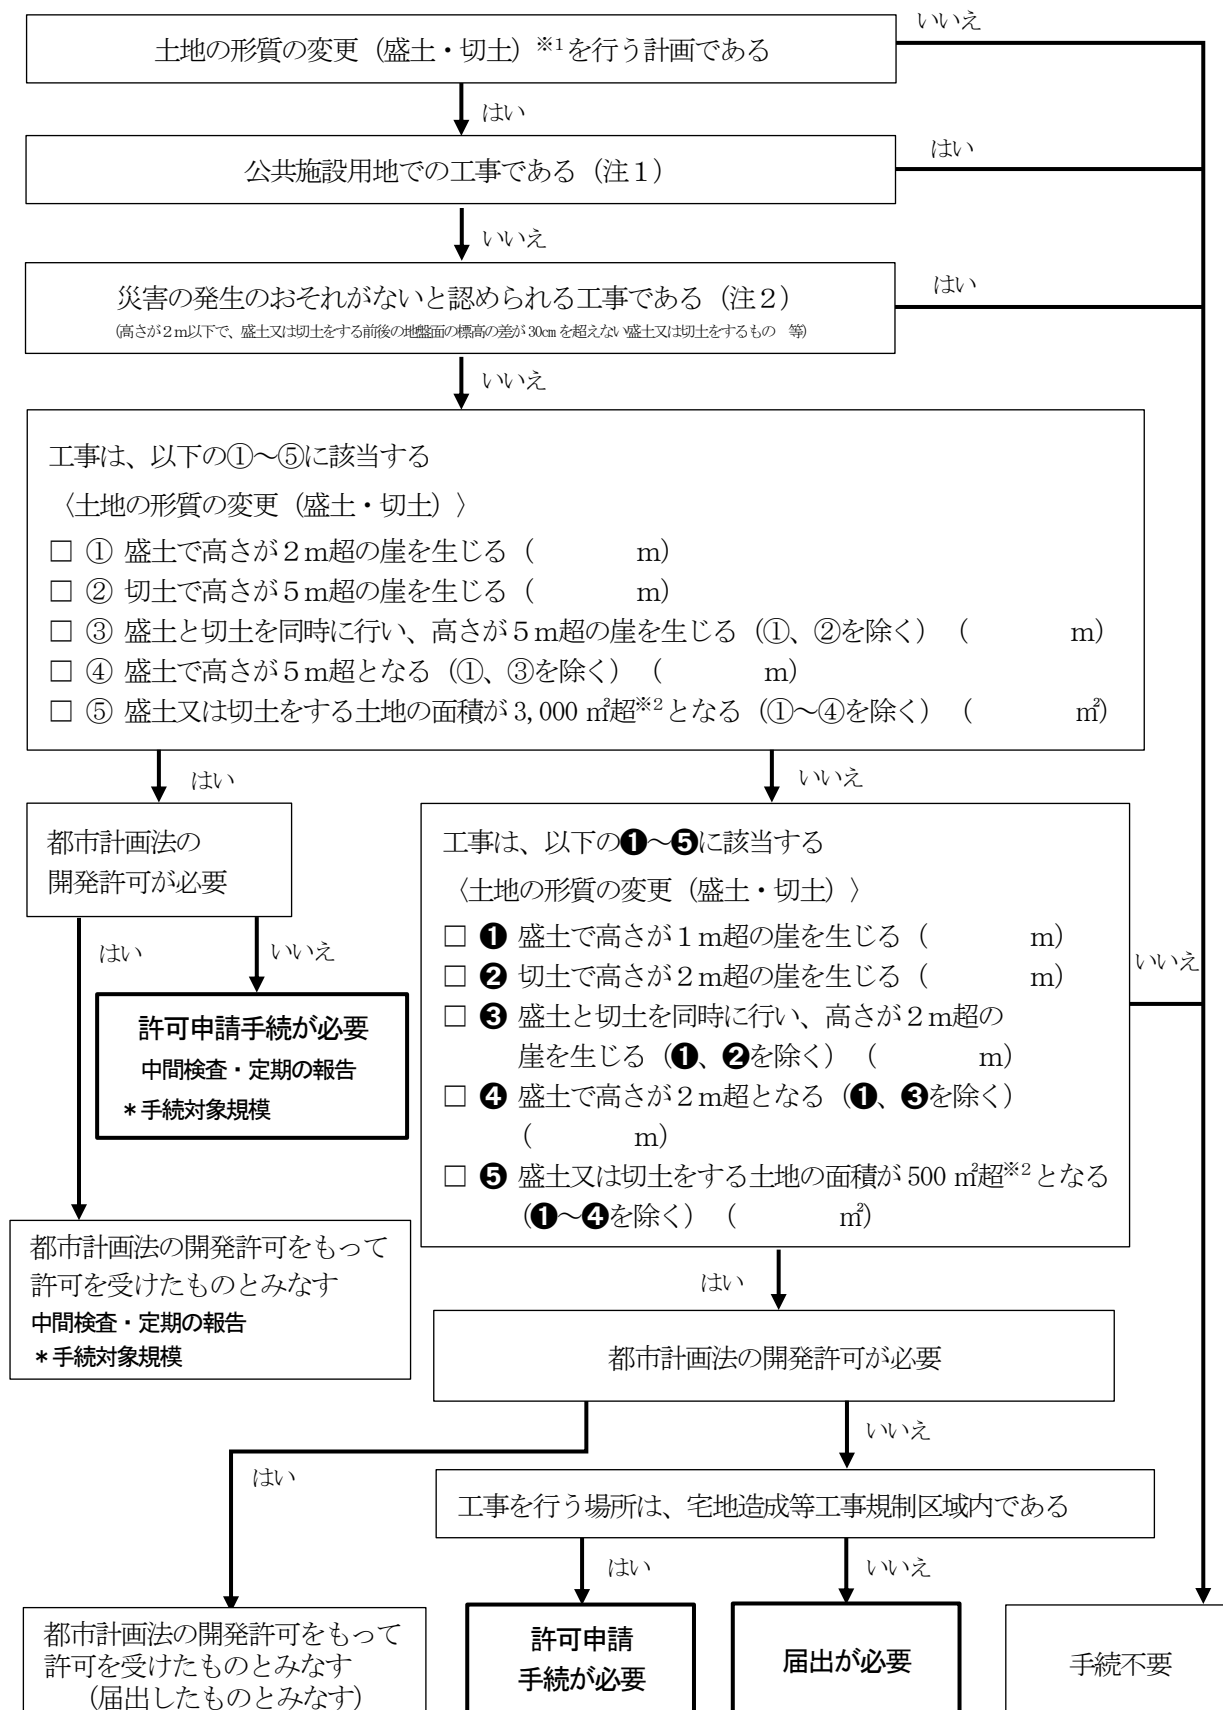 いいえ
土地の形質の変更（盛土・切土）※1を行う計画である
はい
公共施設用地での工事である（注１）
はい
いいえ
災害の発生のおそれがないと認められる工事である（注２）
（高さが２ｍ以下で、盛土又は切土をする前後の地盤面の標高の差が30㎝を超えない盛土又は切土をするもの　等）
はい
いいえ
工事は、以下の①～⑤に該当する
〈土地の形質の変更（盛土・切土）〉
□ ① 盛土で高さが２ｍ超の崖を生じる（　　　　ｍ）
□ ② 切土で高さが５ｍ超の崖を生じる（　　　　ｍ）
□ ③ 盛土と切土を同時に行い、高さが５ｍ超の崖を生じる（①、②を除く）（　　　　ｍ）
□ ④ 盛土で高さが５ｍ超となる（①、③を除く）（　　　　ｍ）
□ ⑤ 盛土又は切土をする土地の面積が3,000 ㎡超※2となる（①～④を除く）（　　　　㎡）
はい
いいえ
都市計画法の
開発許可が必要
はい
いいえ
許可申請手続が必要
中間検査・定期の報告
＊手続対象規模
都市計画法の開発許可をもって
許可を受けたものとみなす
中間検査・定期の報告
＊手続対象規模
工事は、以下の❶～❺に該当する
〈土地の形質の変更（盛土・切土）〉
□ ❶ 盛土で高さが１ｍ超の崖を生じる（　　　　ｍ）
□ ❷ 切土で高さが２ｍ超の崖を生じる（　　　　ｍ）
□ ❸ 盛土と切土を同時に行い、高さが２ｍ超の
崖を生じる（❶、❷を除く）（　　　　ｍ）
□ ❹ 盛土で高さが２ｍ超となる（❶、❸を除く）
（　　　　ｍ）
□ ❺ 盛土又は切土をする土地の面積が500 ㎡超※2となる
（❶～❹を除く）（　　　　㎡）
いいえ
はい
都市計画法の開発許可が必要
はい
いいえ
工事を行う場所は、宅地造成等工事規制区域内である
はい
いいえ
都市計画法の開発許可をもって
許可を受けたものとみなす
（届出したものとみなす）
許可申請
手続が必要
届出が必要
手続不要